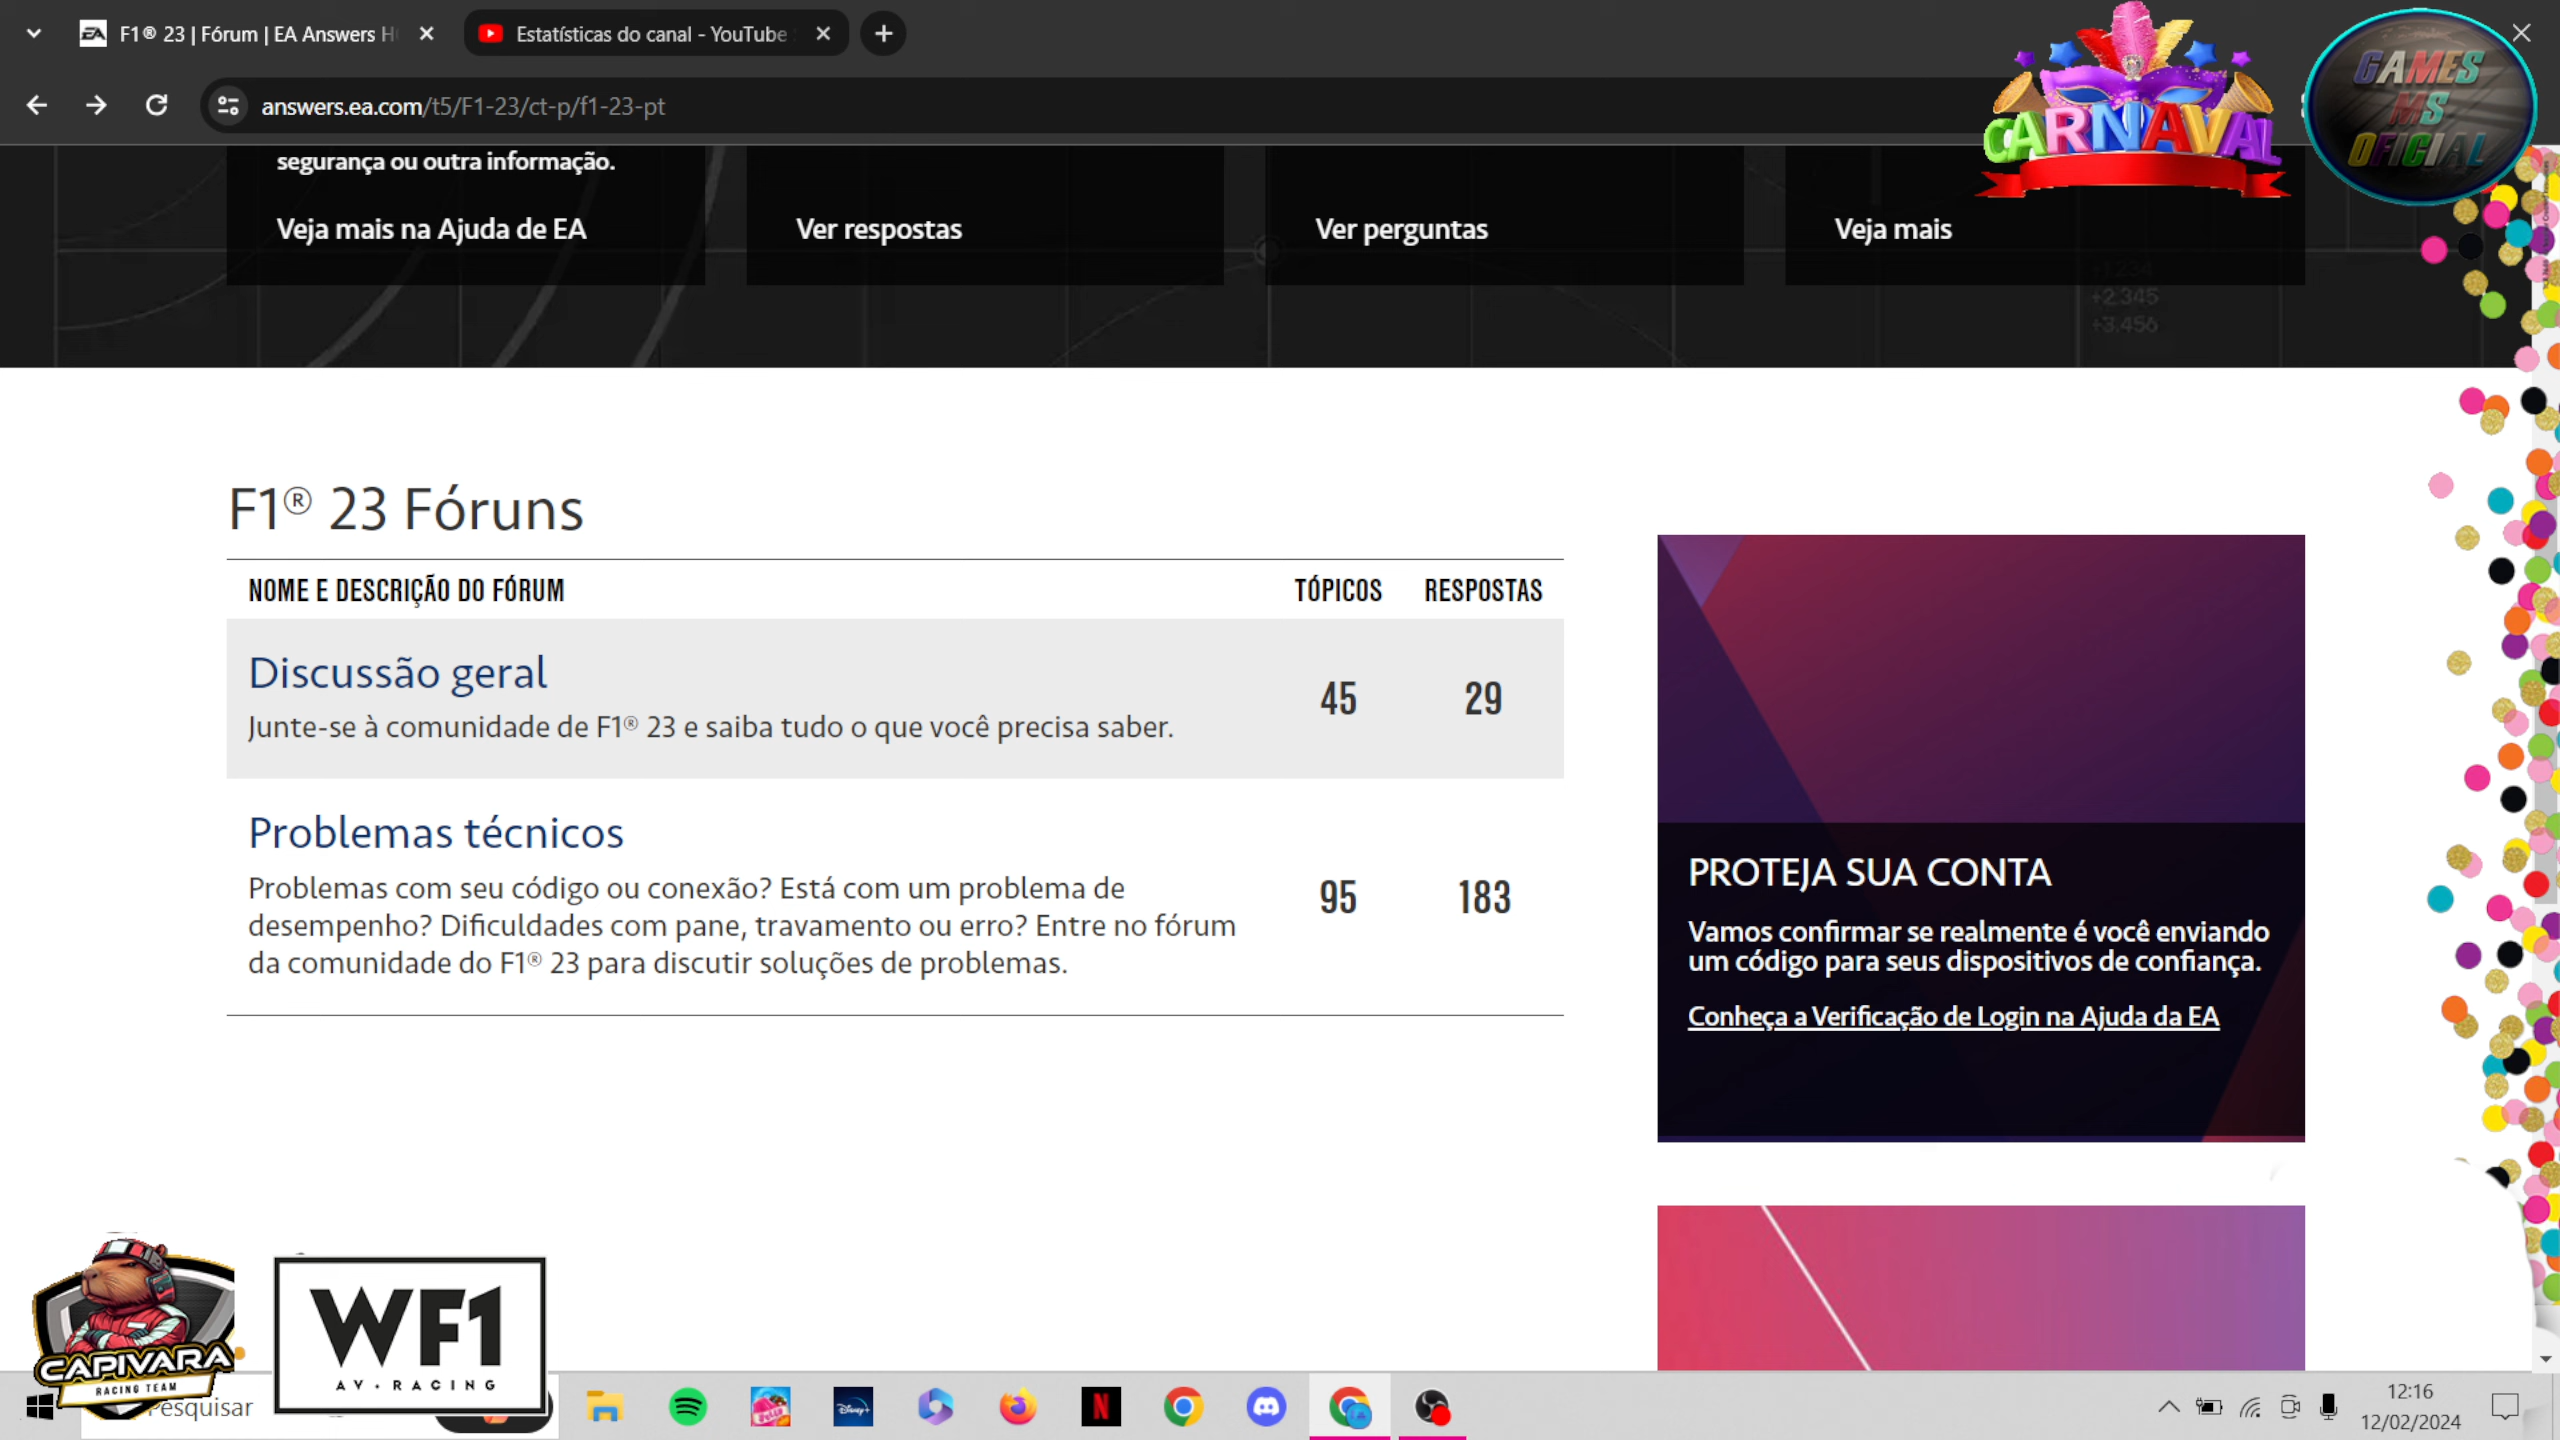 F1® 23 | Fórum | EA Answers H
Estatísticas do canal - YouTube
answers.ea.com/t5/F1-23/ct-p/f1-23-pt
CARNAVAL
GAMES
MS
OFICIAL
segurança ou outra informação.
Veja mais na Ajuda de EA
Ver respostas
Ver perguntas
Veja mais
+1.234
+2.345
+3.456
F1® 23 Fóruns
NOME E DESCRIÇÃO DO FÓRUM TÓPICOS RESPOSTAS
Discussão geral
Junte-se à comunidade de F1® 23 e saiba tudo o que você precisa saber.
45 29
Problemas técnicos
Problemas com seu código ou conexão? Está com um problema de
desempenho? Dificuldades com pane, travamento ou erro? Entre no fórum
da comunidade do F1® 23 para discutir soluções de problemas.
95 183
PROTEJA SUA CONTA
Vamos confirmar se realmente é você enviando
um código para seus dispositivos de confiança.
Conheça a Verificação de Login na Ajuda da EA
CAPIVARA
RACING TEAM
WF1
AV · RACING
Pesquisar
Disney+
12:16
12/02/2024